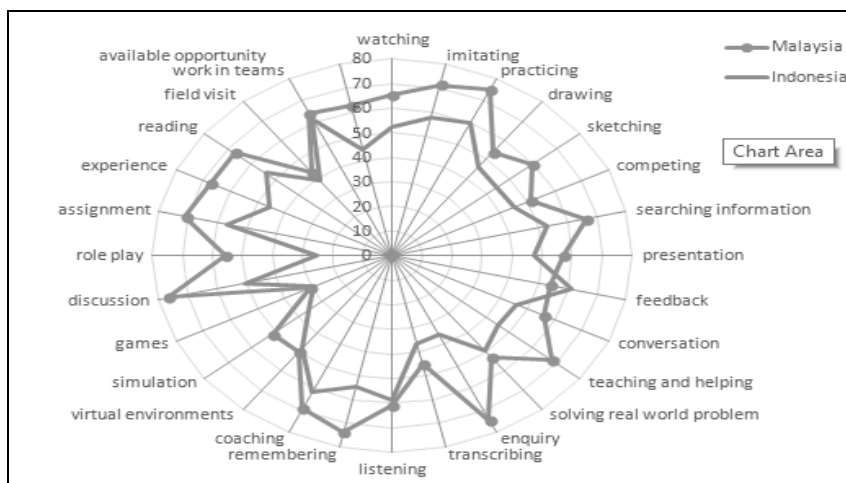 watching
imitating
practicing
drawing
sketching
competing
searching information
presentation
feedback
conversation
teaching and helping
solving real world problem
enquiry
transcribing
listening
remembering
coaching
virtual environments
simulation
games
discussion
role play
assignment
experience
reading
field visit
work in teams
available opportunity
80
70
60
50
40
30
20
10
0
Malaysia
Indonesia
Chart Area